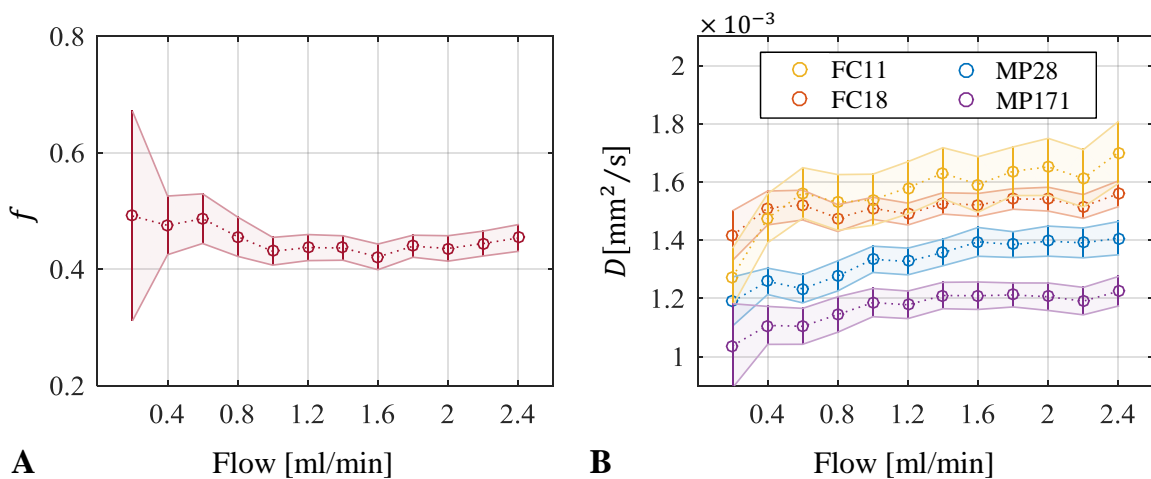 0.8
0.6
0.4
0.2
f
0.4 0.8 1.2 1.6 2 2.4
Flow [ml/min]
A
× 10⁻³
2
1.8
1.6
1.4
1.2
1
D [mm²/s]
FC11 MP28
FC18 MP171
0.4 0.8 1.2 1.6 2 2.4
Flow [ml/min]
B